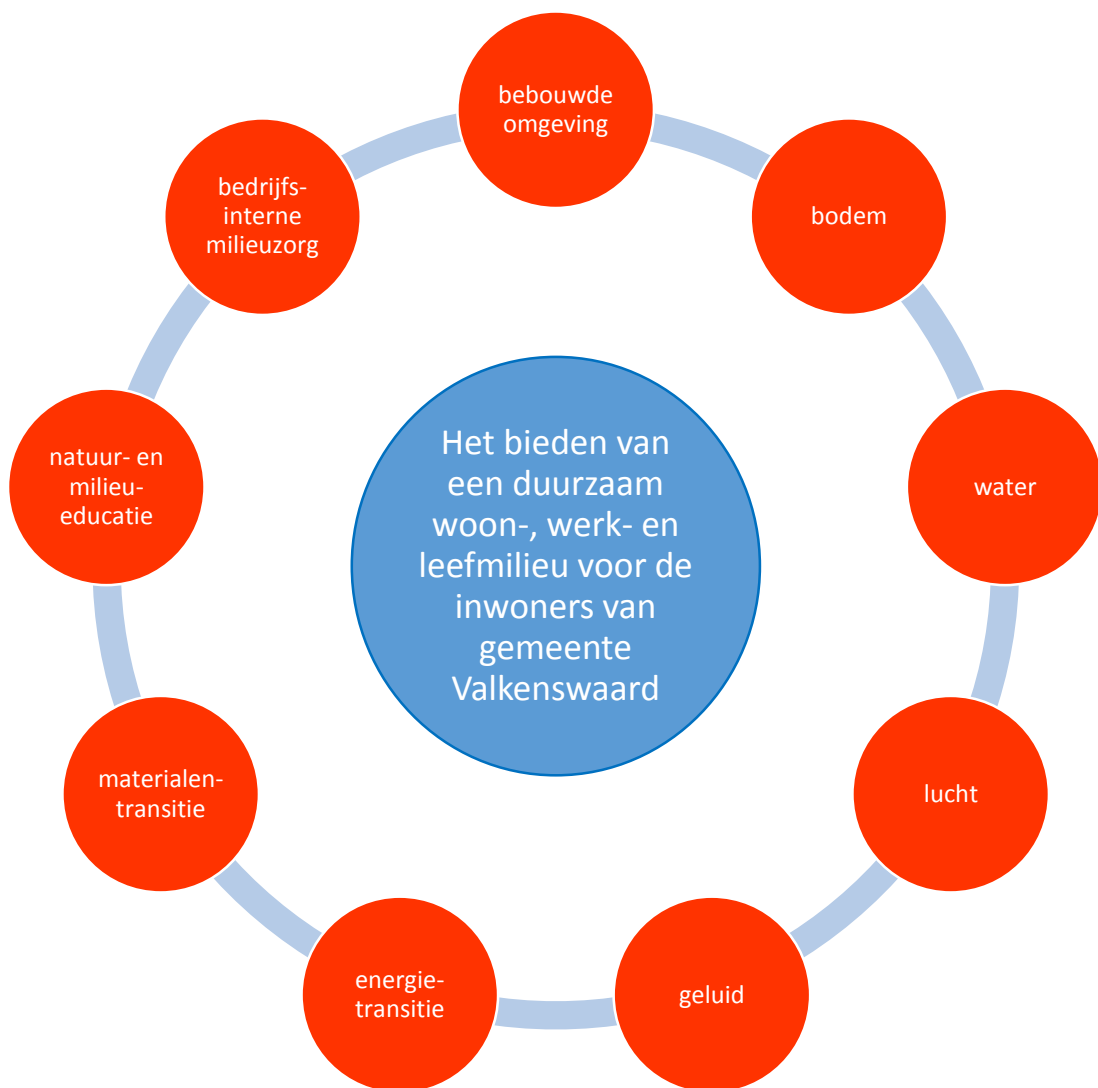 bebouwde
omgeving
bodem
water
lucht
geluid
energie-
transitie
materialen-
transitie
natuur- en
milieu-
educatie
bedrijfs-
interne
milieuzorg
Het bieden van
een duurzaam
woon-, werk- en
leefmilieu voor de
inwoners van
gemeente
Valkenswaard